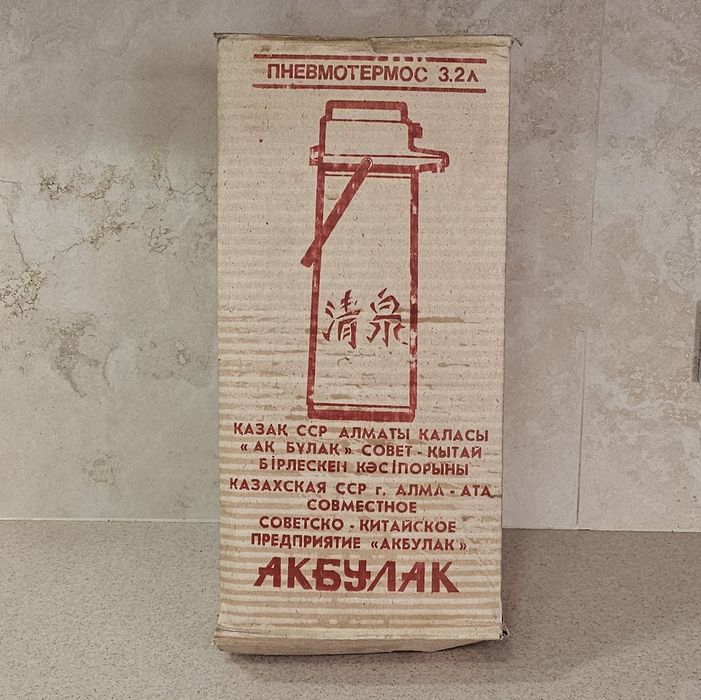 ПНЕВМОТЕРМОС 3.2л
清泉
ҚАЗАҚ ССР АЛМАТЫ ҚАЛАСЫ
« АҚ БҰЛАҚ » СОВЕТ - ҚЫТАЙ
БІРЛЕСКЕН КӘСІПОРЫНЫ
КАЗАХСКАЯ ССР г. АЛМА - АТА
СОВМЕСТНОЕ
СОВЕТСКО - КИТАЙСКОЕ
ПРЕДПРИЯТИЕ «АКБУЛАК»
АКБУЛАК